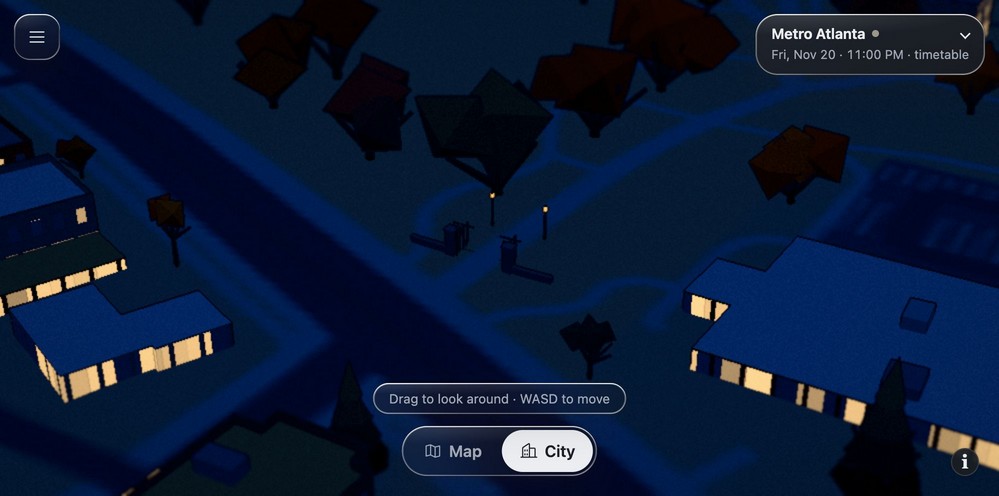 Metro Atlanta
Fri, Nov 20 · 11:00 PM · timetable
Drag to look around · WASD to move
Map
City
i